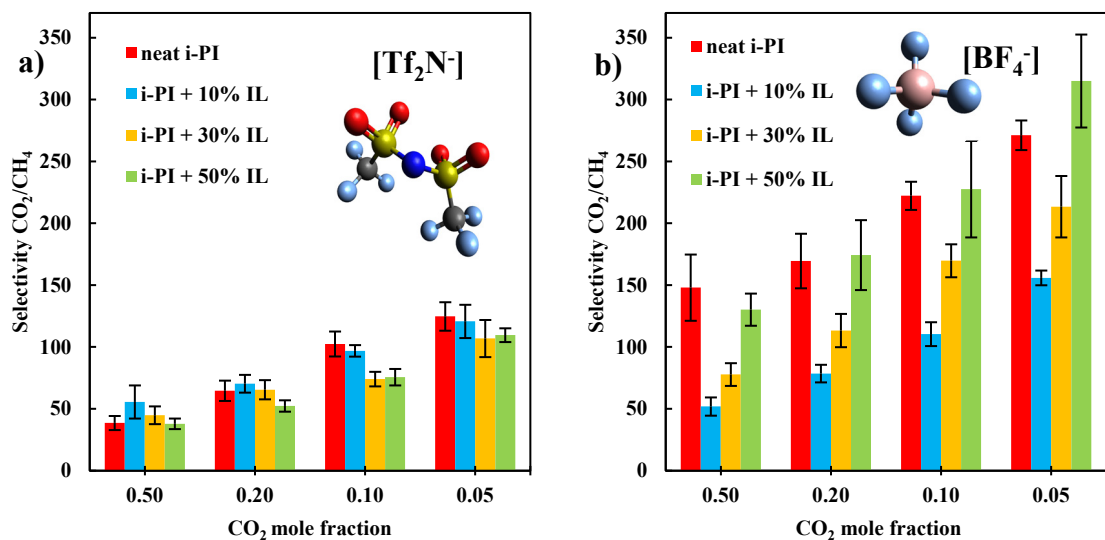 a)
[Tf₂N⁻]
neat i-PI
i-PI + 10% IL
i-PI + 30% IL
i-PI + 50% IL
Selectivity CO₂/CH₄
350
300
250
200
150
100
50
0
0.50 0.20 0.10 0.05
CO₂ mole fraction
b)
[BF₄⁻]
neat i-PI
i-PI + 10% IL
i-PI + 30% IL
i-PI + 50% IL
Selectivity CO₂/CH₄
350
300
250
200
150
100
50
0
0.50 0.20 0.10 0.05
CO₂ mole fraction